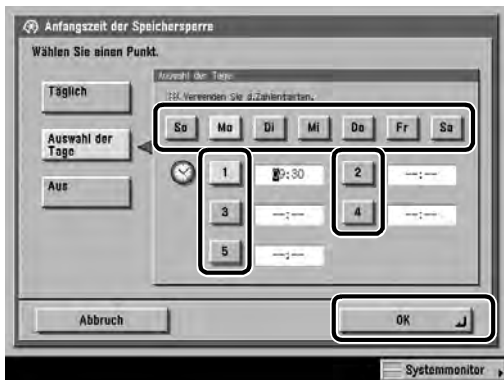 Anfangszeit der Speichersperre
Wählen Sie einen Punkt.
Auswahl der Tage
Täglich
Verwenden Sie d.Zahlentasten.
So Mo Di Mi Do Fr Sa
Auswahl der
Tage
1 09:30 2 --:--
Aus
3 --:-- 4 --:--
5 --:--
Abbruch OK
Systemmonitor